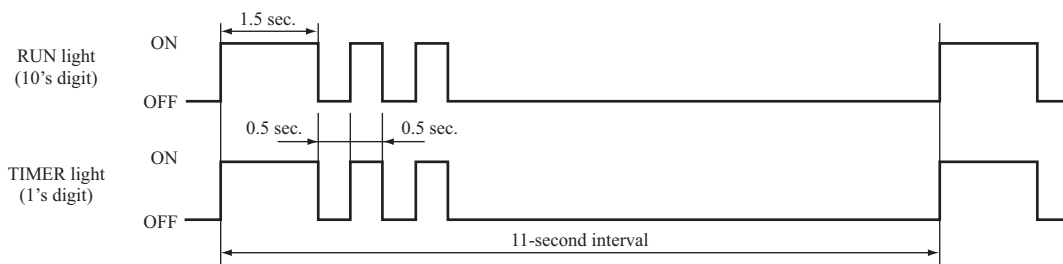 1.5 sec.
ON
RUN light
(10’s digit)
OFF
0.5 sec.
0.5 sec.
ON
TIMER light
(1’s digit)
OFF
11-second interval